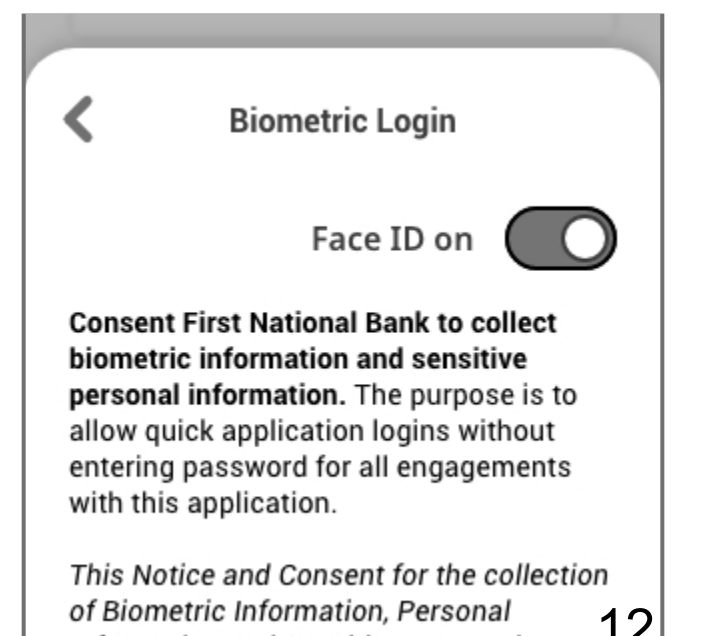 Biometric Login
Face ID on
Consent First National Bank to collect
biometric information and sensitive
personal information. The purpose is to
allow quick application logins without
entering password for all engagements
with this application.
This Notice and Consent for the collection
of Biometric Information, Personal
12